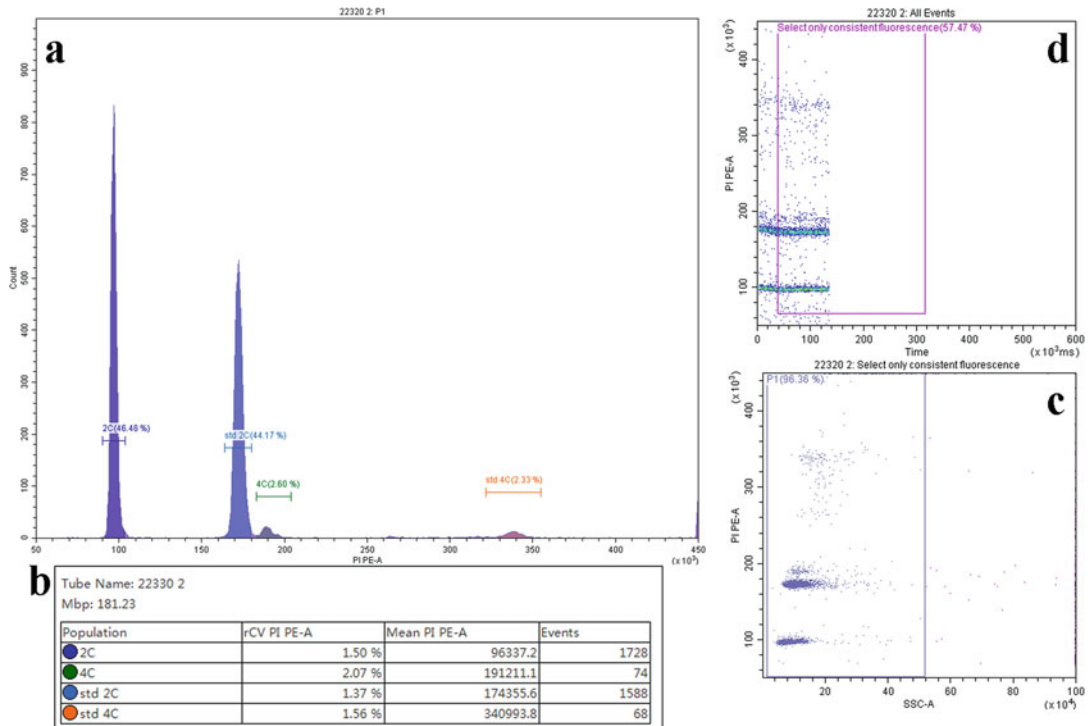 22320 2: P1
a
900
800
700
600
500
400
300
200
100
0
Count
2C(46.46 %)
std 2C(44.17 %)
4C(2.60 %)
std 4C(2.33 %)
50 100 150 200 250 300 350 400 450
PI PE-A (x 10³)
b
Tube Name: 22330 2
Mbp: 181.23
Population rCV PI PE-A Mean PI PE-A Events
2C 1.50 % 96337.2 1728
4C 2.07 % 191211.1 74
std 2C 1.37 % 174355.6 1588
std 4C 1.56 % 340993.8 68
22320 2: All Events
Select only consistent fluorescence(57.47 %)
d
(x 10³)
400
300
200
100
PI PE-A
0 100 200 300 400 500 600
Time (x 10³ms)
22320 2: Select only consistent fluorescence
P1(96.36 %)
c
(x 10³)
400
300
200
100
PI PE-A
20 40 60 80 100
SSC-A (x 10⁴)